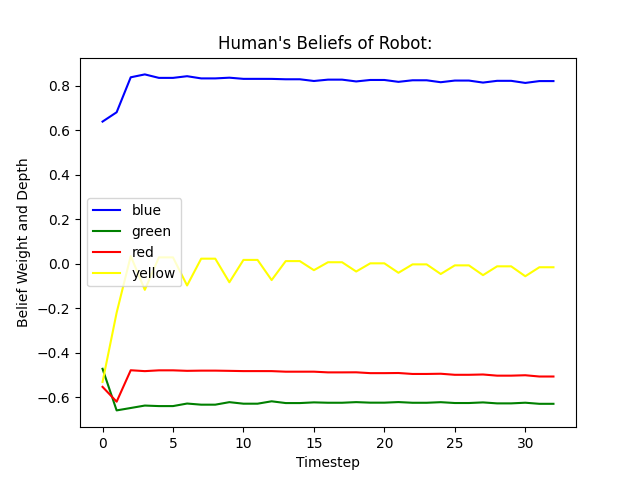 Human's Beliefs of Robot:
Belief Weight and Depth
0.8
0.6
0.4
0.2
0.0
−0.2
−0.4
−0.6
blue
green
red
yellow
0 5 10 15 20 25 30
Timestep